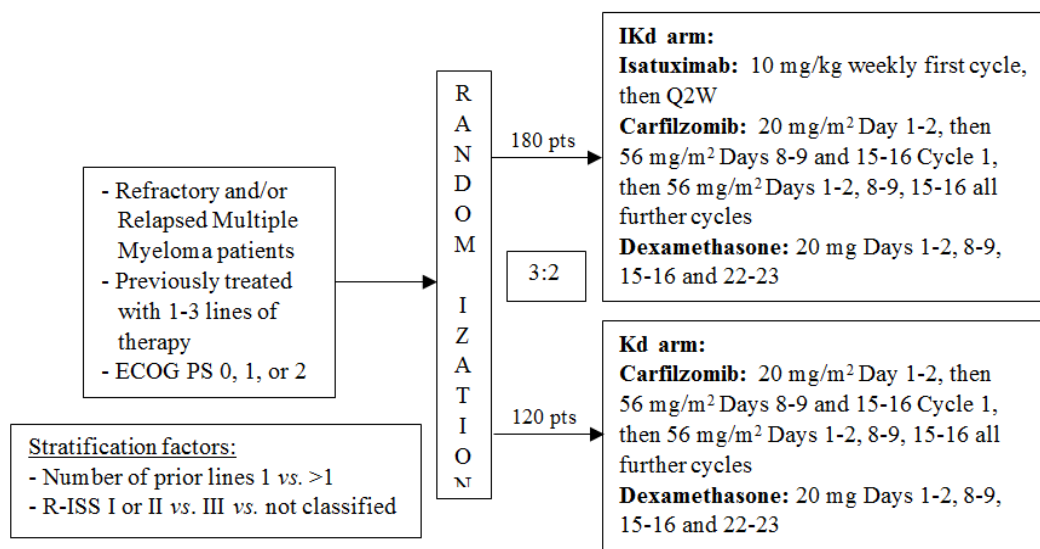 - Refractory and/or
Relapsed Multiple
Myeloma patients
- Previously treated
with 1-3 lines of
therapy
- ECOG PS 0, 1, or 2
Stratification factors:
- Number of prior lines 1 vs. >1
- R-ISS I or II vs. III vs. not classified
R
A
N
D
O
M
I
Z
A
T
I
O
N
180 pts
3:2
120 pts
IKd arm:
Isatuximab: 10 mg/kg weekly first cycle,
then Q2W
Carfilzomib: 20 mg/m² Day 1-2, then
56 mg/m² Days 8-9 and 15-16 Cycle 1,
then 56 mg/m² Days 1-2, 8-9, 15-16 all
further cycles
Dexamethasone: 20 mg Days 1-2, 8-9,
15-16 and 22-23
Kd arm:
Carfilzomib: 20 mg/m² Day 1-2, then
56 mg/m² Days 8-9 and 15-16 Cycle 1,
then 56 mg/m² Days 1-2, 8-9, 15-16 all
further cycles
Dexamethasone: 20 mg Days 1-2, 8-9,
15-16 and 22-23